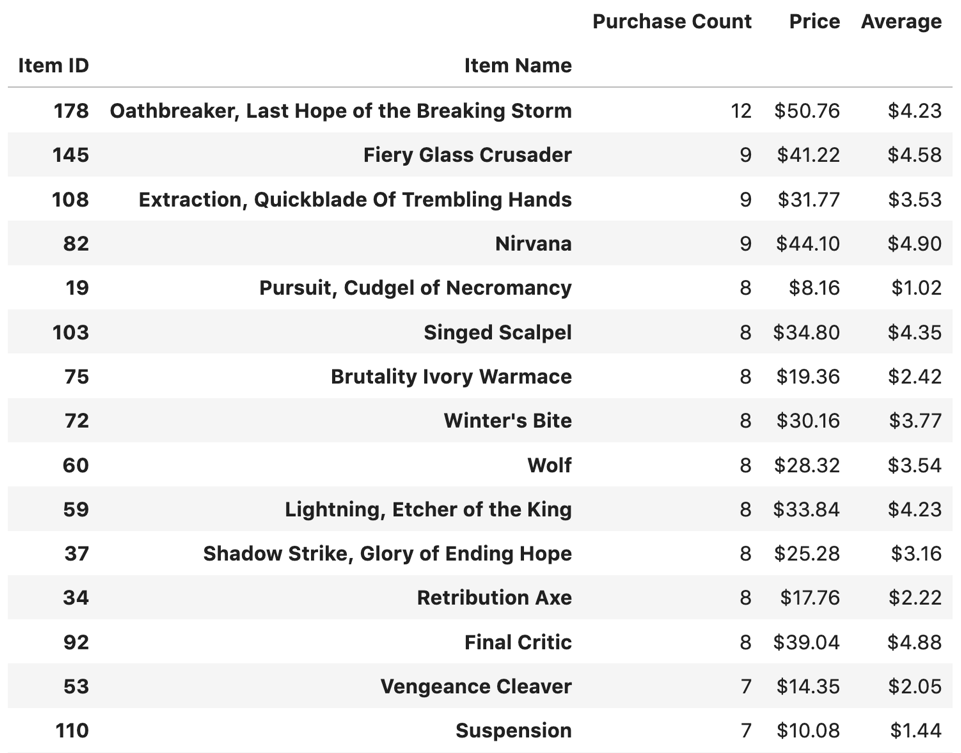 Purchase Count Price Average
Item ID Item Name
178 Oathbreaker, Last Hope of the Breaking Storm 12 $50.76 $4.23
145 Fiery Glass Crusader 9 $41.22 $4.58
108 Extraction, Quickblade Of Trembling Hands 9 $31.77 $3.53
82 Nirvana 9 $44.10 $4.90
19 Pursuit, Cudgel of Necromancy 8 $8.16 $1.02
103 Singed Scalpel 8 $34.80 $4.35
75 Brutality Ivory Warmace 8 $19.36 $2.42
72 Winter's Bite 8 $30.16 $3.77
60 Wolf 8 $28.32 $3.54
59 Lightning, Etcher of the King 8 $33.84 $4.23
37 Shadow Strike, Glory of Ending Hope 8 $25.28 $3.16
34 Retribution Axe 8 $17.76 $2.22
92 Final Critic 8 $39.04 $4.88
53 Vengeance Cleaver 7 $14.35 $2.05
110 Suspension 7 $10.08 $1.44